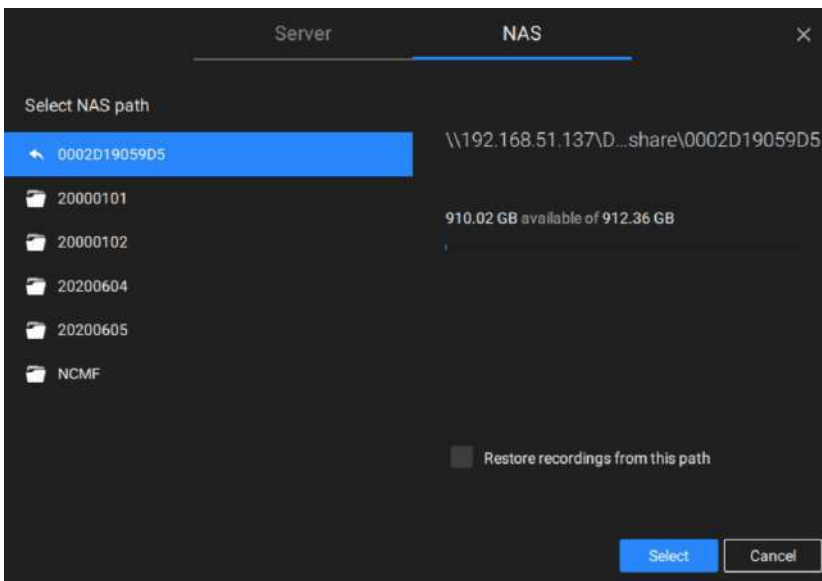 Server
NAS
Select NAS path
0002D19059D5
20000101
20000102
20200604
20200605
NCMF
\\192.168.51.137\D...share\0002D19059D5
910.02 GB available of 912.36 GB
Restore recordings from this path
Select
Cancel